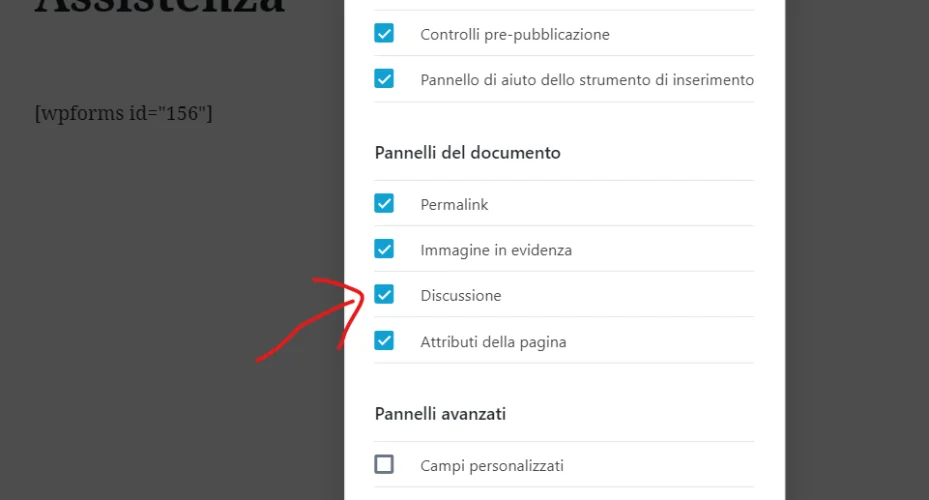 Assistenza
[wpforms id="156"]
Controlli pre-pubblicazione
Pannello di aiuto dello strumento di inserimento
Pannelli del documento
Permalink
Immagine in evidenza
Discussione
Attributi della pagina
Pannelli avanzati
Campi personalizzati